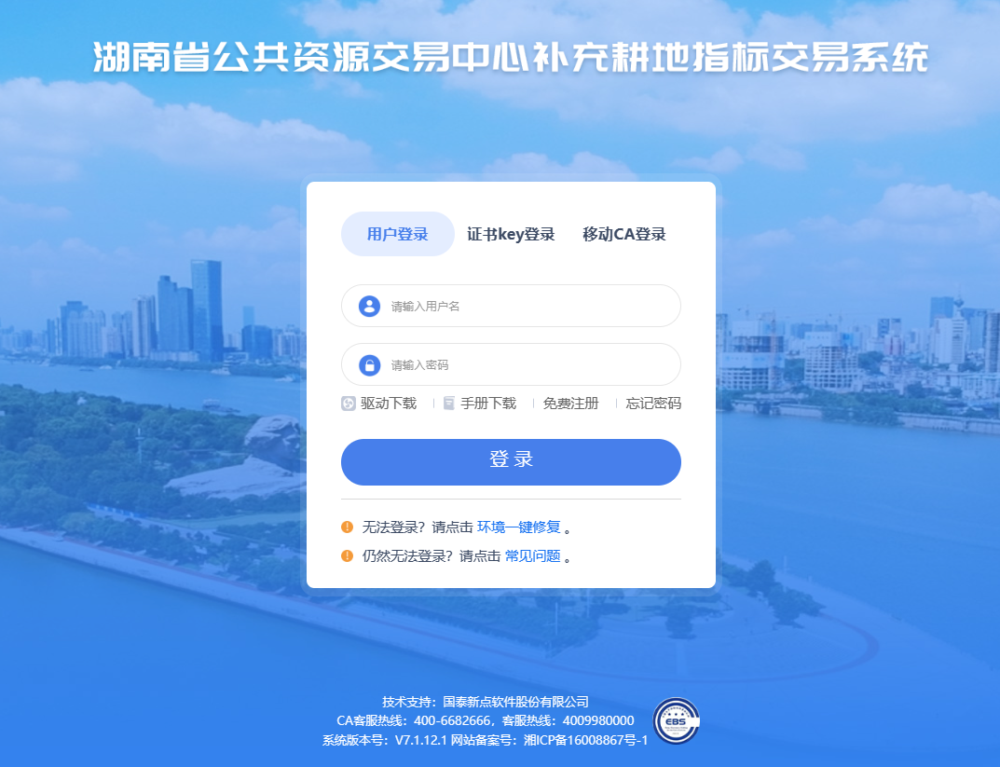 湖南省公共资源交易中心补充耕地指标交易系统
用户登录 证书key登录 移动CA登录
请输入用户名
请输入密码
驱动下载 手册下载 免费注册 忘记密码
登 录
无法登录？请点击 环境一键修复 。
仍然无法登录？请点击 常见问题 。
技术支持：国泰新点软件股份有限公司
CA客服热线：400-6682666，客服热线：4009980000
系统版本号：V7.1.12.1 网站备案号：湘ICP备16008867号-1
EBS